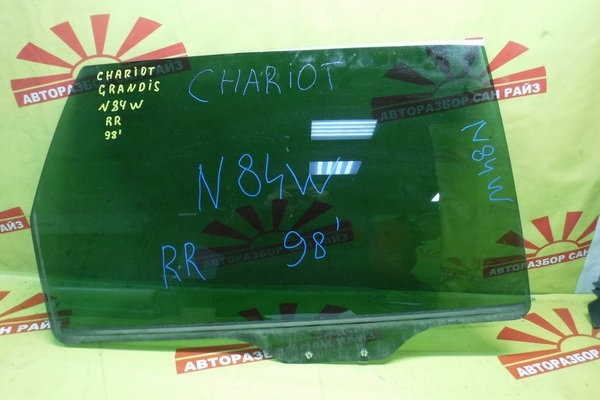 CHARIOT
GRANDIS
N84W
RR
98'
CHARIOT
N84W
RR 98'
N84W
АВТОРАЗБОР САН РАЙЗ
АВТОРАЗБОР САН РАЙЗ
САН РАЙЗ
АВТОРАЗБОР САН РАЙЗ
АВТОРАЗБОР
АВТОРАЗБОР